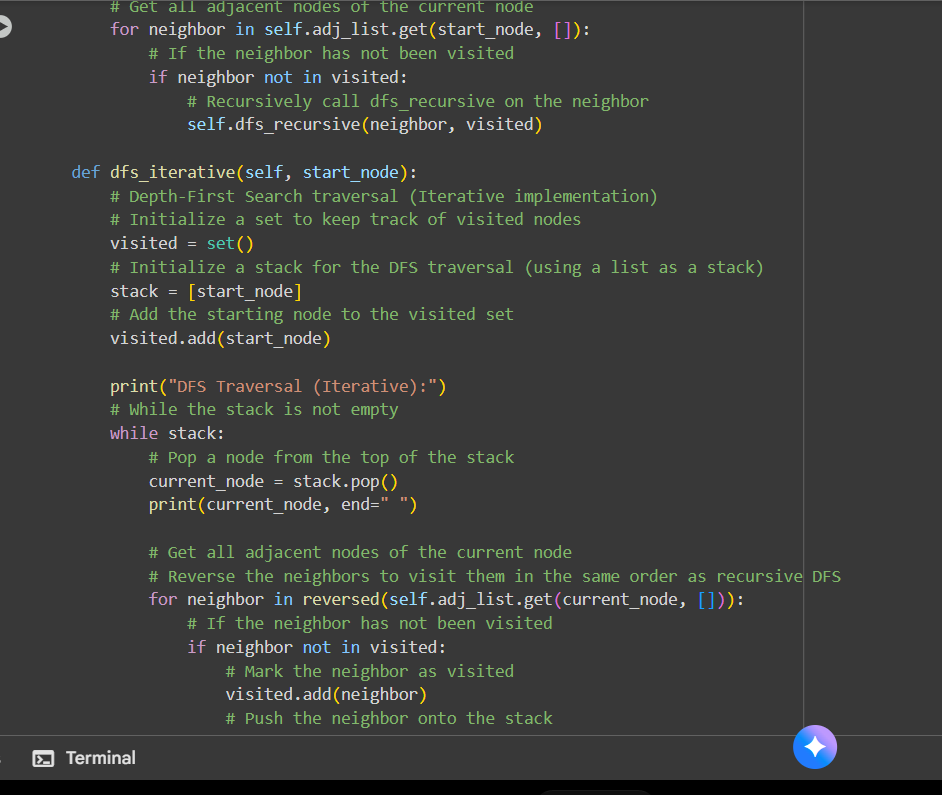 # Get all adjacent nodes of the current node
for neighbor in self.adj_list.get(start_node, []):
# If the neighbor has not been visited
if neighbor not in visited:
# Recursively call dfs_recursive on the neighbor
self.dfs_recursive(neighbor, visited)
def dfs_iterative(self, start_node):
# Depth-First Search traversal (Iterative implementation)
# Initialize a set to keep track of visited nodes
visited = set()
# Initialize a stack for the DFS traversal (using a list as a stack)
stack = [start_node]
# Add the starting node to the visited set
visited.add(start_node)
print("DFS Traversal (Iterative):")
# While the stack is not empty
while stack:
# Pop a node from the top of the stack
current_node = stack.pop()
print(current_node, end=" ")
# Get all adjacent nodes of the current node
# Reverse the neighbors to visit them in the same order as recursive DFS
for neighbor in reversed(self.adj_list.get(current_node, [])):
# If the neighbor has not been visited
if neighbor not in visited:
# Mark the neighbor as visited
visited.add(neighbor)
# Push the neighbor onto the stack
Terminal